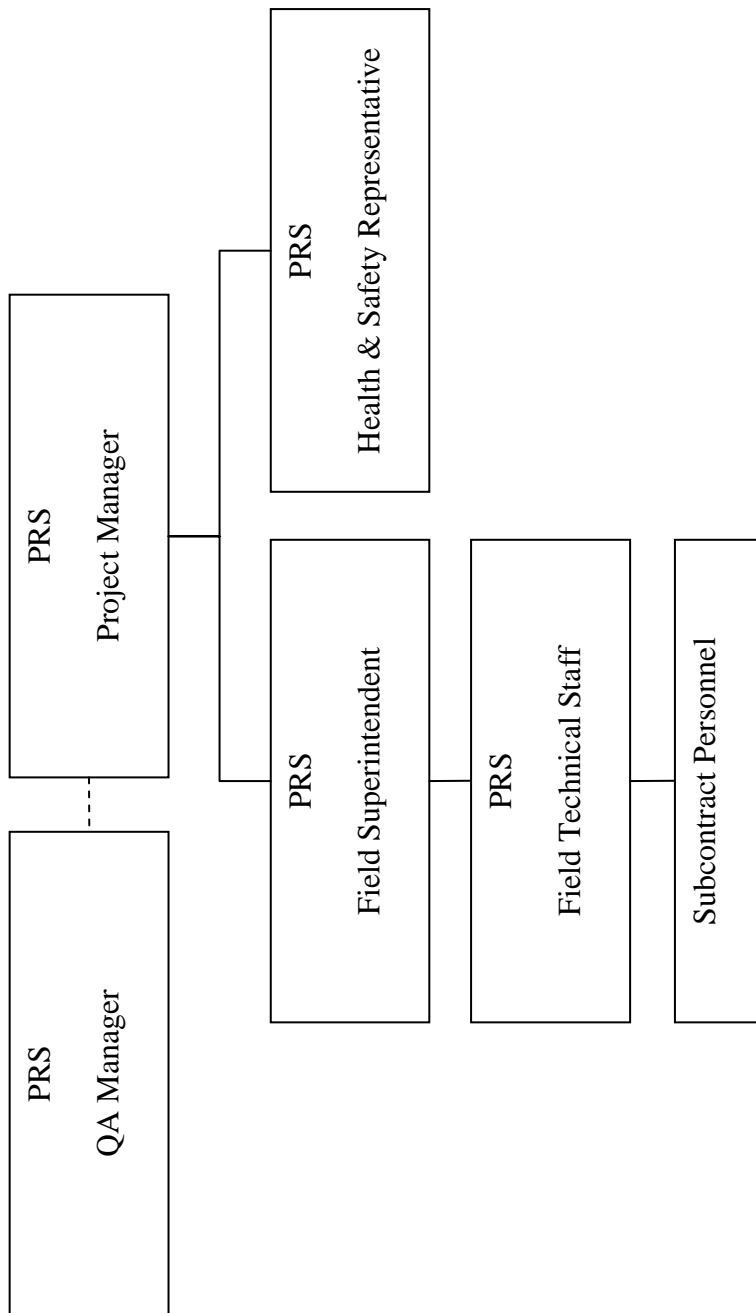 PRS
QA Manager
PRS
Project Manager
PRS
Field Superintendent
PRS
Health & Safety Representative
PRS
Field Technical Staff
Subcontract Personnel